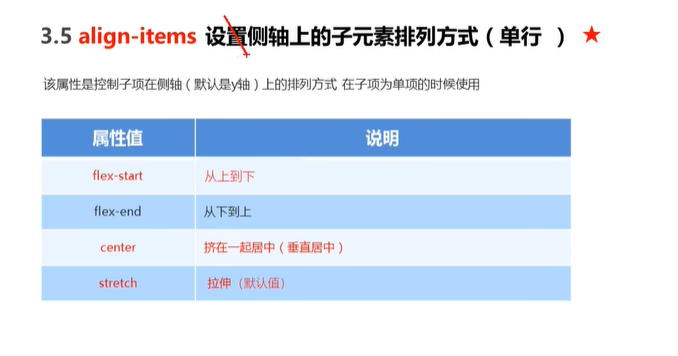 3.5 align-items 设置侧轴上的子元素排列方式（单行 ）
该属性是控制子项在侧轴（默认是y轴）上的排列方式 在子项为单项的时候使用
属性值 说明
flex-start 从上到下
flex-end 从下到上
center 挤在一起居中（垂直居中）
stretch 拉伸（默认值）